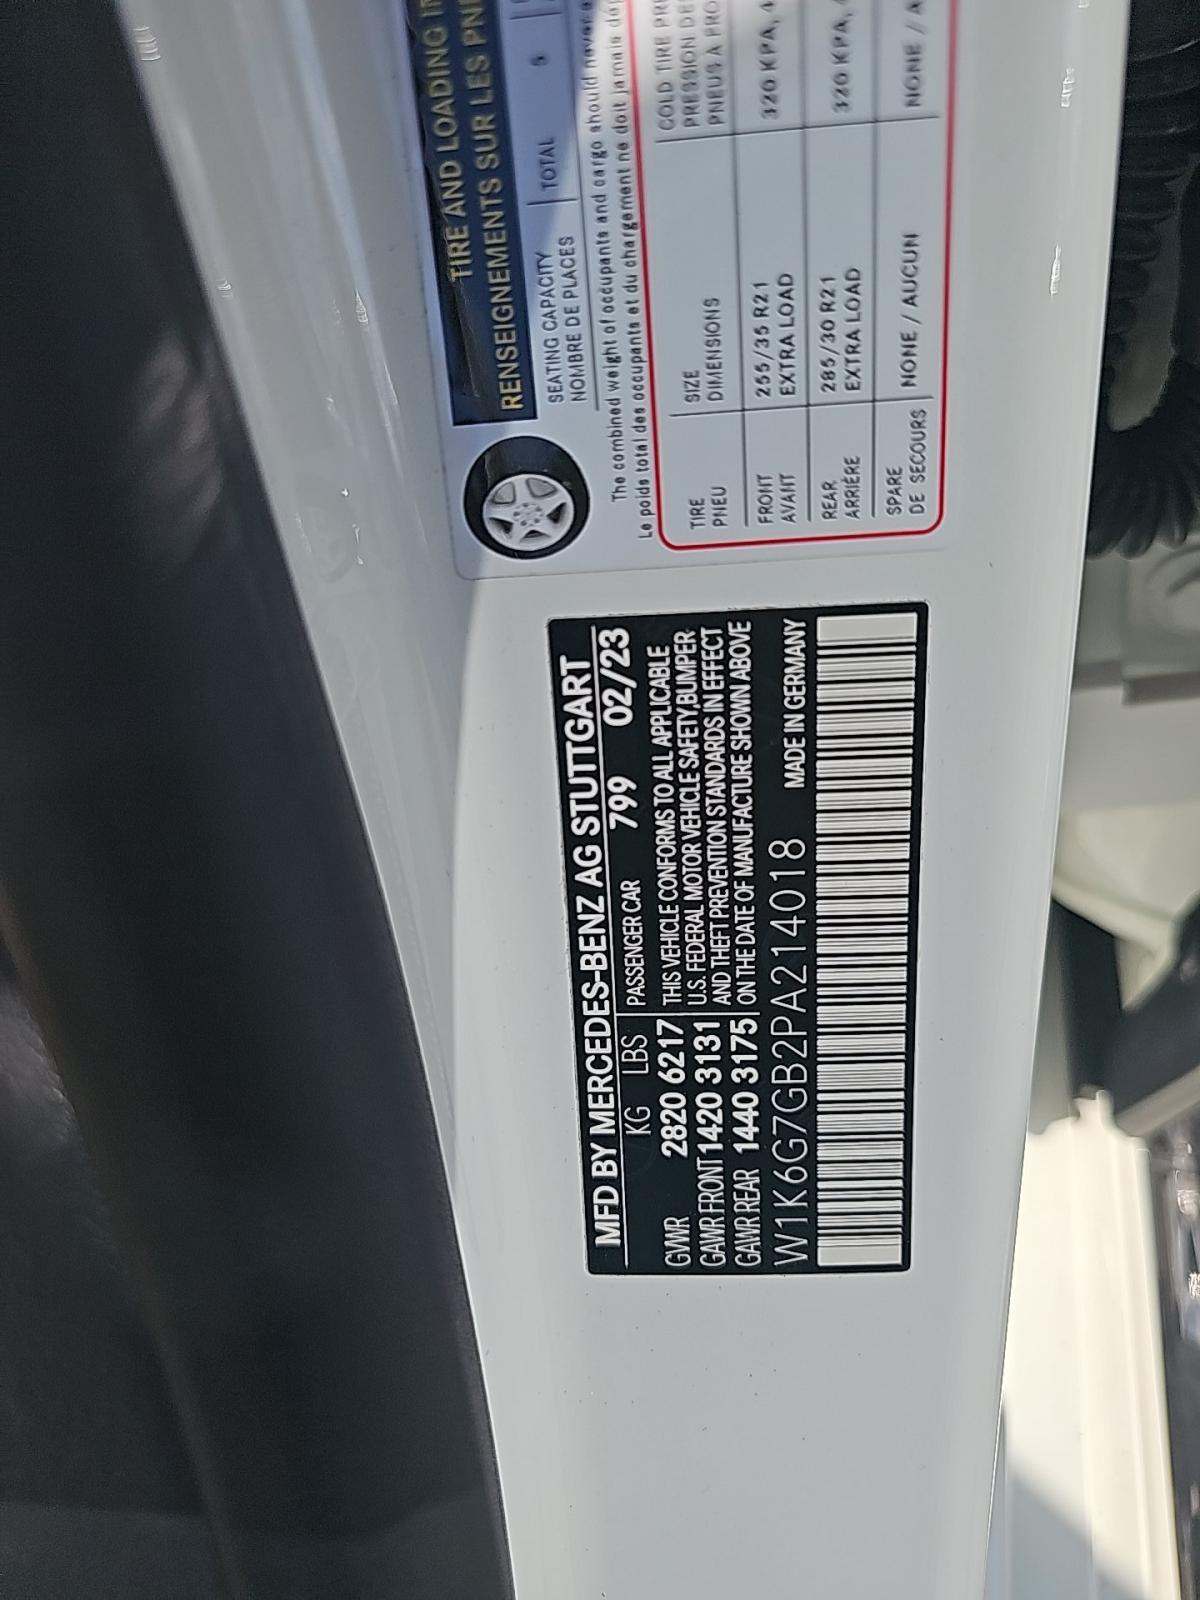 MFD BY MERCEDES-BENZ AG STUTTGART
KG LBS PASSENGER CAR 799 02/23
GVWR 2820 6217 THIS VEHICLE CONFORMS TO ALL APPLICABLE
U.S. FEDERAL MOTOR VEHICLE SAFETY, BUMPER
GAWR FRONT 1420 3131 AND THEFT PREVENTION STANDARDS IN EFFECT
GAWR REAR 1440 3175 ON THE DATE OF MANUFACTURE SHOWN ABOVE
W1K6G7GB2PA214018 MADE IN GERMANY
TIRE AND LOADING
RENSEIGNEMENTS SUR LES
SEATING CAPACITY
NOMBRE DE PLACES
TOTAL 5
The combined weight of occupants and cargo should never
Le poids total des occupants et du chargement ne doit jamais
TIRE SIZE COLD TIRE
PNEU DIMENSIONS PRESSION
PNEUS À
FRONT 255/35 R21 320 KPA,
AVANT EXTRA LOAD
REAR 285/30 R21 320 KPA,
ARRIÈRE EXTRA LOAD
SPARE NONE / AUCUN NONE /
DE SECOURS